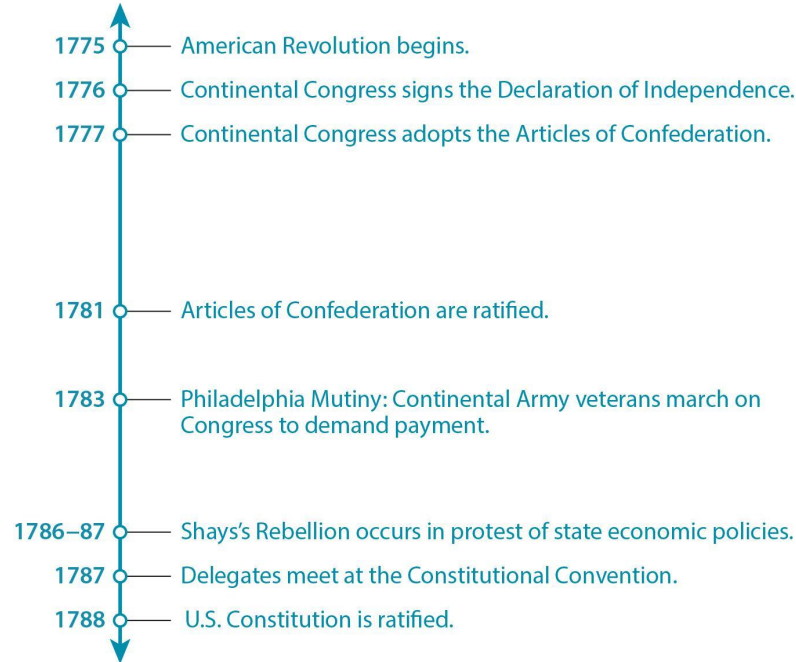 1775 American Revolution begins.
1776 Continental Congress signs the Declaration of Independence.
1777 Continental Congress adopts the Articles of Confederation.
1781 Articles of Confederation are ratified.
1783 Philadelphia Mutiny: Continental Army veterans march on
Congress to demand payment.
1786–87 Shays's Rebellion occurs in protest of state economic policies.
1787 Delegates meet at the Constitutional Convention.
1788 U.S. Constitution is ratified.